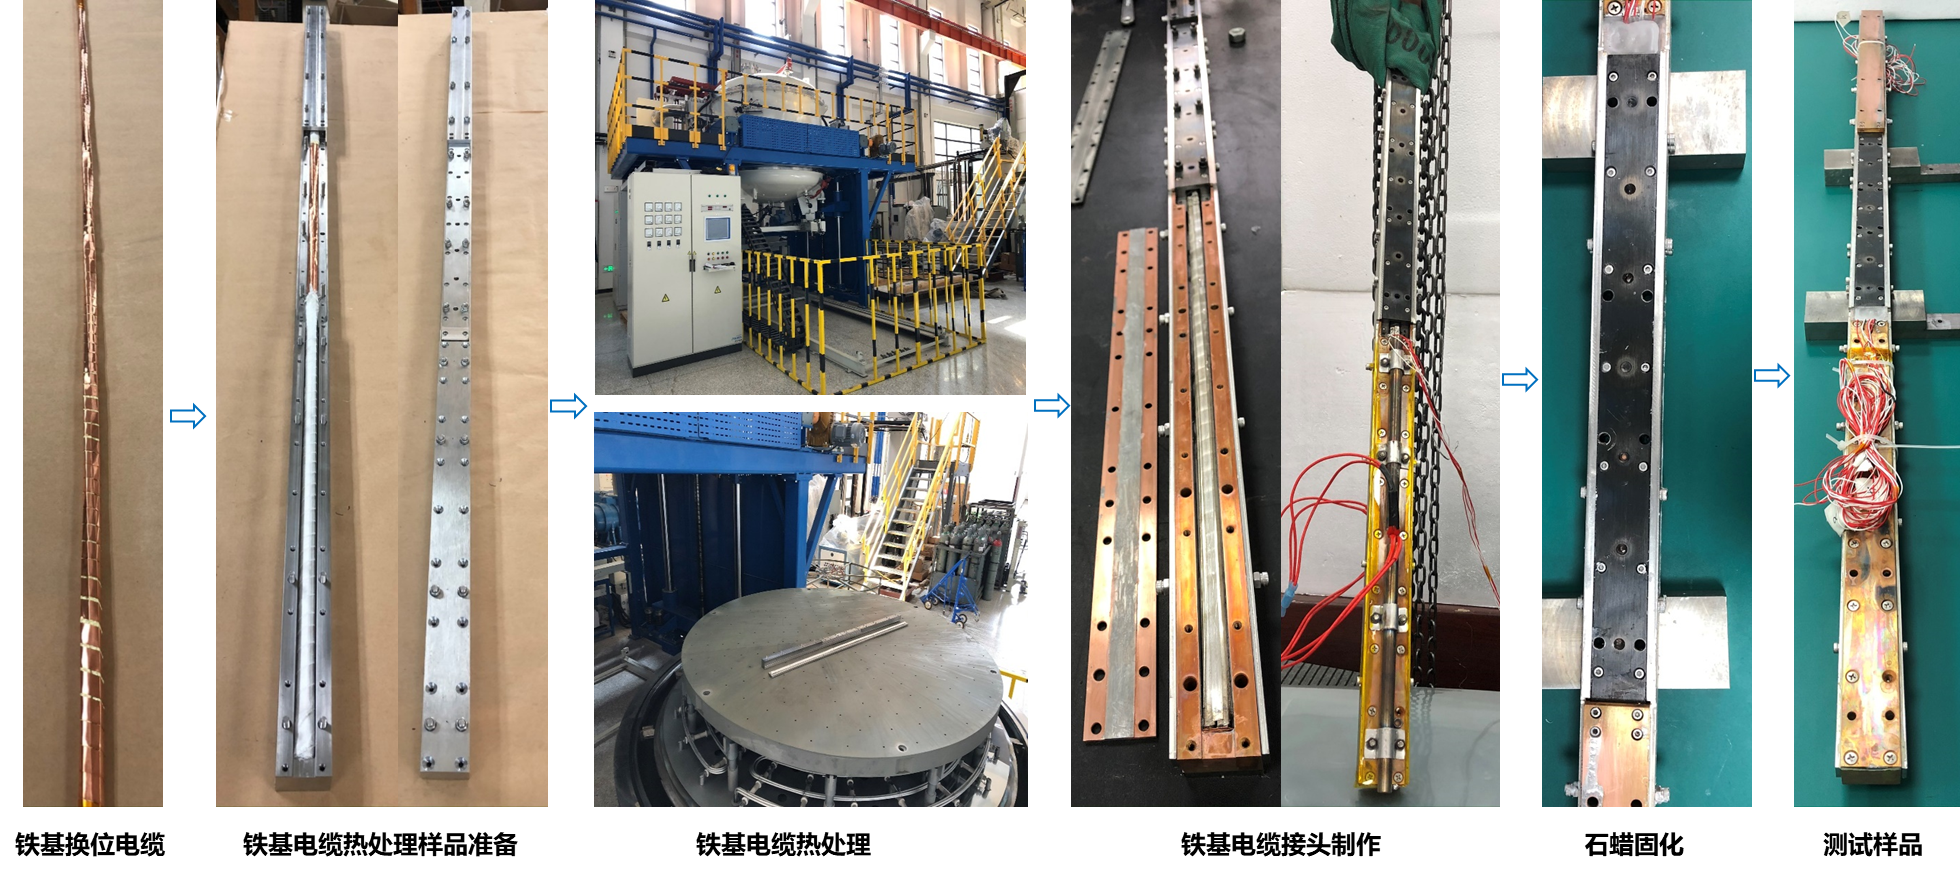 铁基换位电缆
铁基电缆热处理样品准备
铁基电缆热处理
铁基电缆接头制作
石蜡固化
测试样品